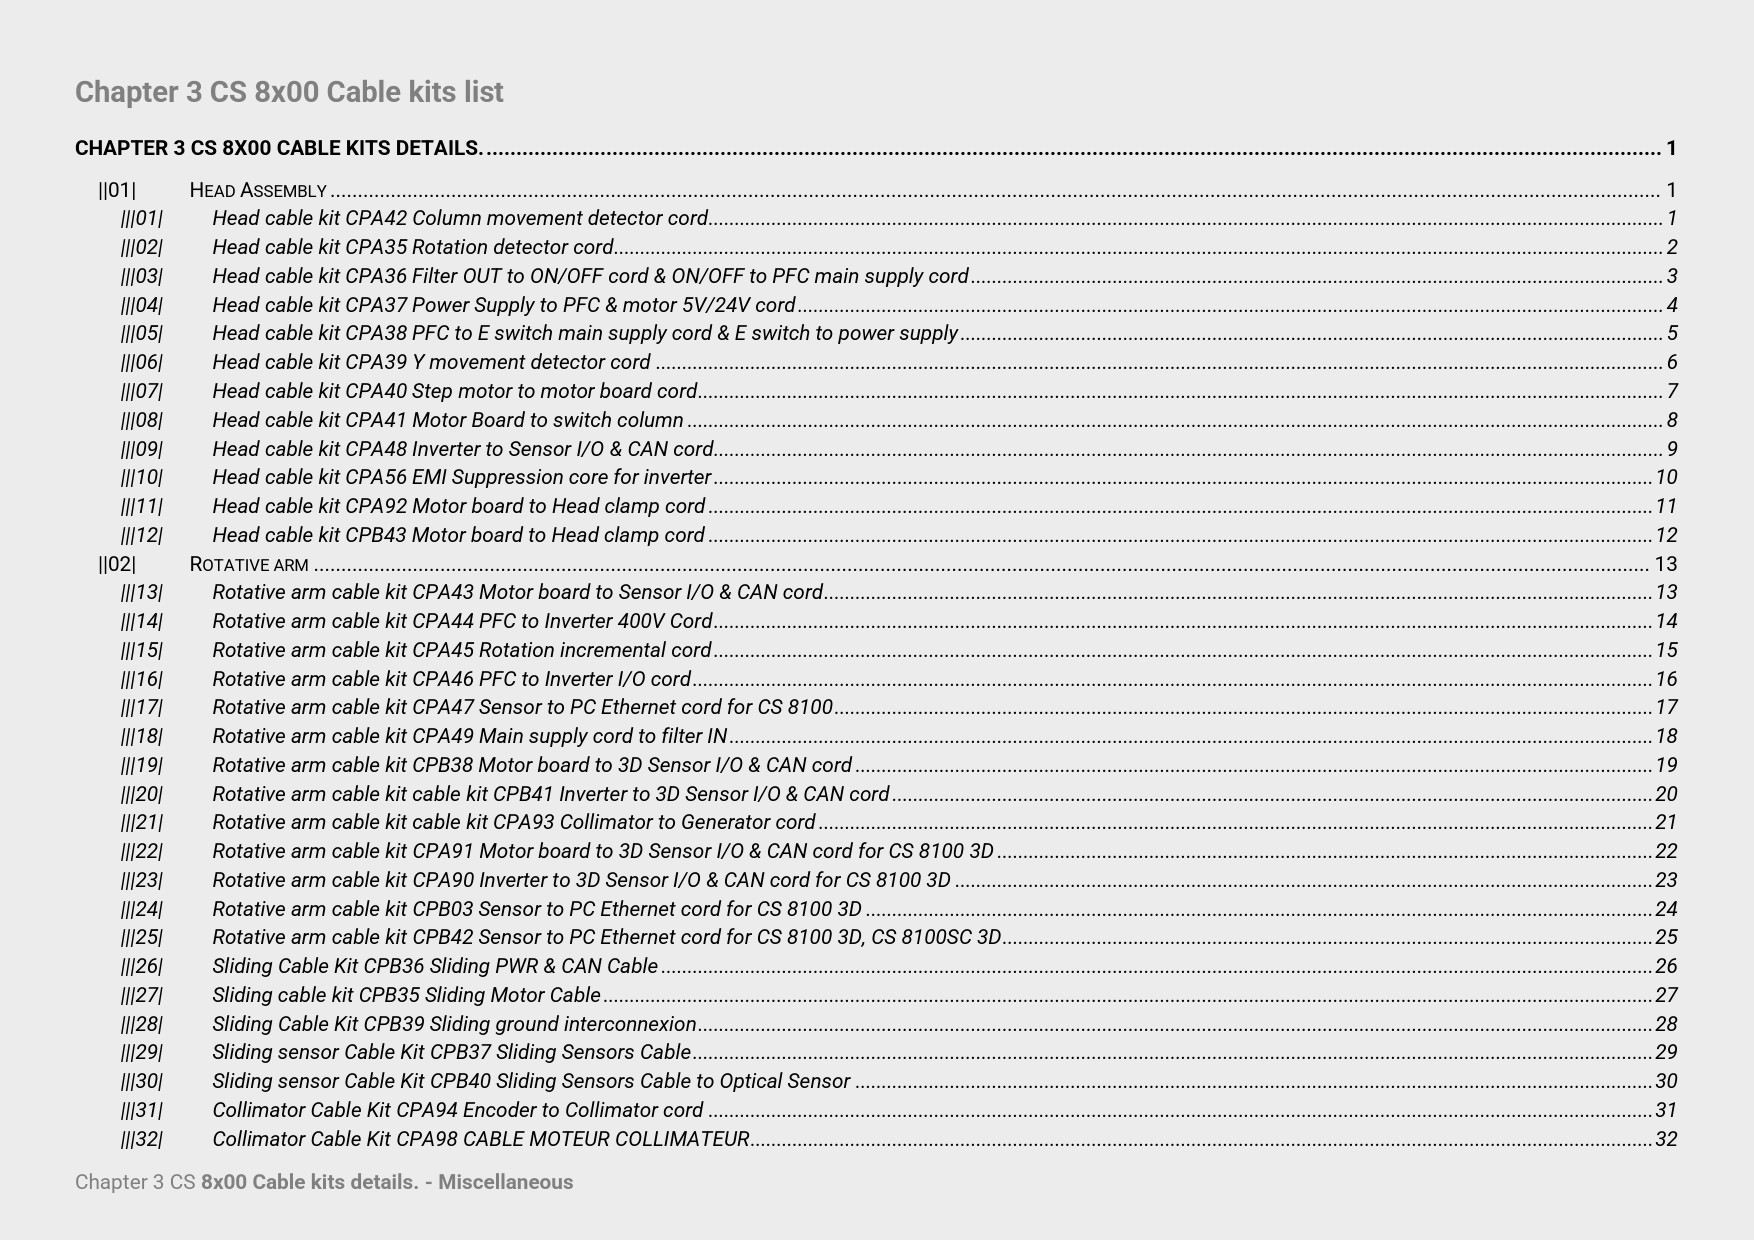 Chapter 3 CS 8x00 Cable kits list
CHAPTER 3 CS 8X00 CABLE KITS DETAILS. 1
||01| HEAD ASSEMBLY 1
|||01| Head cable kit CPA42 Column movement detector cord 1
|||02| Head cable kit CPA35 Rotation detector cord 2
|||03| Head cable kit CPA36 Filter OUT to ON/OFF cord & ON/OFF to PFC main supply cord 3
|||04| Head cable kit CPA37 Power Supply to PFC & motor 5V/24V cord 4
|||05| Head cable kit CPA38 PFC to E switch main supply cord & E switch to power supply 5
|||06| Head cable kit CPA39 Y movement detector cord 6
|||07| Head cable kit CPA40 Step motor to motor board cord 7
|||08| Head cable kit CPA41 Motor Board to switch column 8
|||09| Head cable kit CPA48 Inverter to Sensor I/O & CAN cord 9
|||10| Head cable kit CPA56 EMI Suppression core for inverter 10
|||11| Head cable kit CPA92 Motor board to Head clamp cord 11
|||12| Head cable kit CPB43 Motor board to Head clamp cord 12
||02| ROTATIVE ARM 13
|||13| Rotative arm cable kit CPA43 Motor board to Sensor I/O & CAN cord 13
|||14| Rotative arm cable kit CPA44 PFC to Inverter 400V Cord 14
|||15| Rotative arm cable kit CPA45 Rotation incremental cord 15
|||16| Rotative arm cable kit CPA46 PFC to Inverter I/O cord 16
|||17| Rotative arm cable kit CPA47 Sensor to PC Ethernet cord for CS 8100 17
|||18| Rotative arm cable kit CPA49 Main supply cord to filter IN 18
|||19| Rotative arm cable kit CPB38 Motor board to 3D Sensor I/O & CAN cord 19
|||20| Rotative arm cable kit cable kit CPB41 Inverter to 3D Sensor I/O & CAN cord 20
|||21| Rotative arm cable kit cable kit CPA93 Collimator to Generator cord 21
|||22| Rotative arm cable kit CPA91 Motor board to 3D Sensor I/O & CAN cord for CS 8100 3D 22
|||23| Rotative arm cable kit CPA90 Inverter to 3D Sensor I/O & CAN cord for CS 8100 3D 23
|||24| Rotative arm cable kit CPB03 Sensor to PC Ethernet cord for CS 8100 3D 24
|||25| Rotative arm cable kit CPB42 Sensor to PC Ethernet cord for CS 8100 3D, CS 8100SC 3D 25
|||26| Sliding Cable Kit CPB36 Sliding PWR & CAN Cable 26
|||27| Sliding cable kit CPB35 Sliding Motor Cable 27
|||28| Sliding Cable Kit CPB39 Sliding ground interconnexion 28
|||29| Sliding sensor Cable Kit CPB37 Sliding Sensors Cable 29
|||30| Sliding sensor Cable Kit CPB40 Sliding Sensors Cable to Optical Sensor 30
|||31| Collimator Cable Kit CPA94 Encoder to Collimator cord 31
|||32| Collimator Cable Kit CPA98 CABLE MOTEUR COLLIMATEUR 32
Chapter 3 CS 8x00 Cable kits details. - Miscellaneous